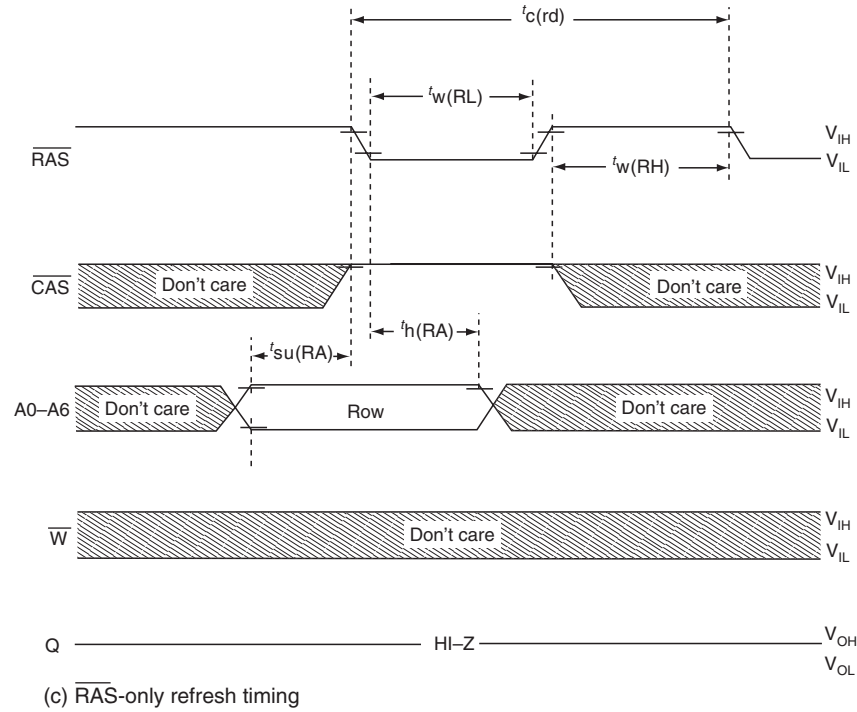 tc(rd)
tw(RL)
RAS
VIH
VIL
tw(RH)
CAS
Don't care
Don't care
VIH
VIL
tsu(RA)
th(RA)
A0–A6
Don't care
Row
Don't care
VIH
VIL
W
Don't care
VIH
VIL
Q
HI–Z
VOH
VOL
(c) RAS-only refresh timing